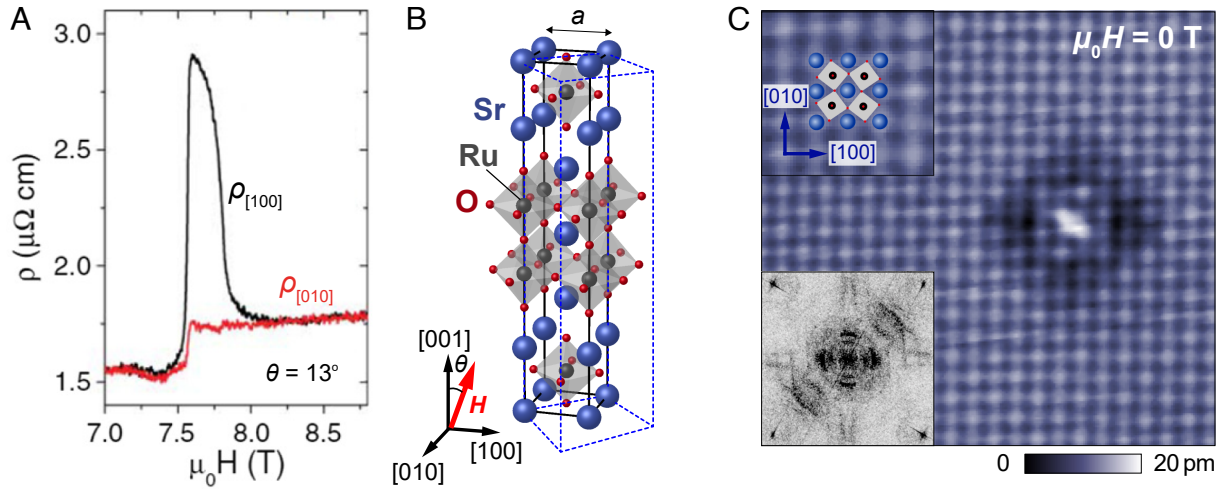 A
3.0
2.5
2.0
1.5
ρ (μΩ cm)
ρ[100]
ρ[010]
θ = 13°
7.0 7.5 8.0 8.5
μ₀H (T)
B
a
Sr
Ru
O
[001]
θ
H
[100]
[010]
C
μ₀H = 0 T
[010]
[100]
0 20 pm